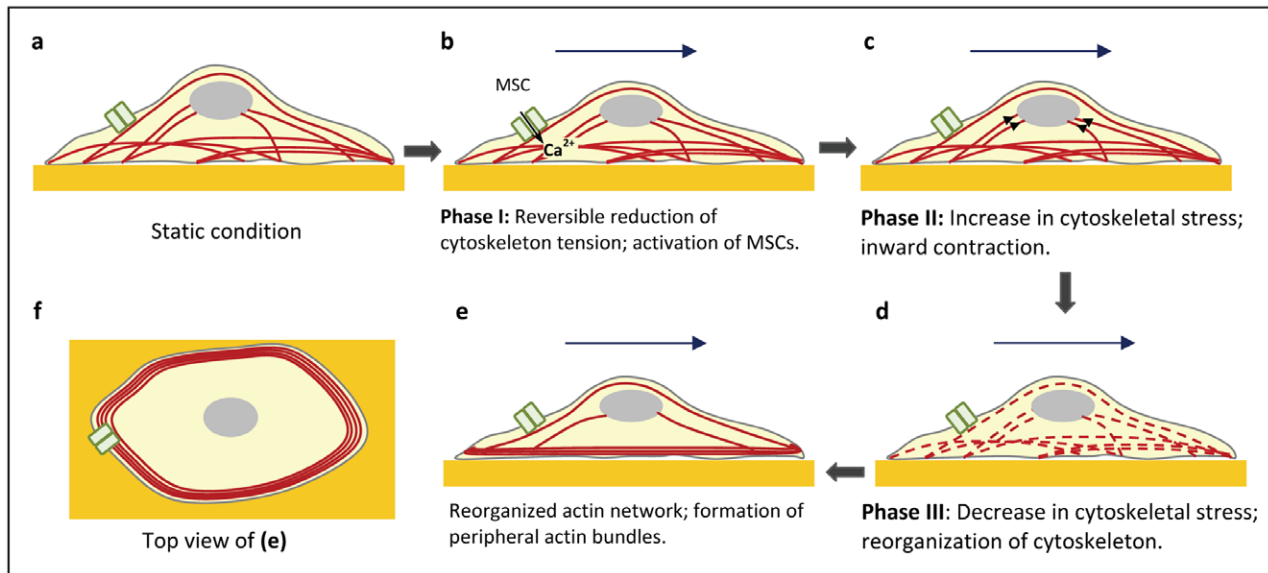 a
Static condition
b
MSC
Ca2+
Phase I: Reversible reduction of
cytoskeleton tension; activation of MSCs.
c
Phase II: Increase in cytoskeletal stress;
inward contraction.
f
Top view of (e)
e
Reorganized actin network; formation of
peripheral actin bundles.
d
Phase III: Decrease in cytoskeletal stress;
reorganization of cytoskeleton.